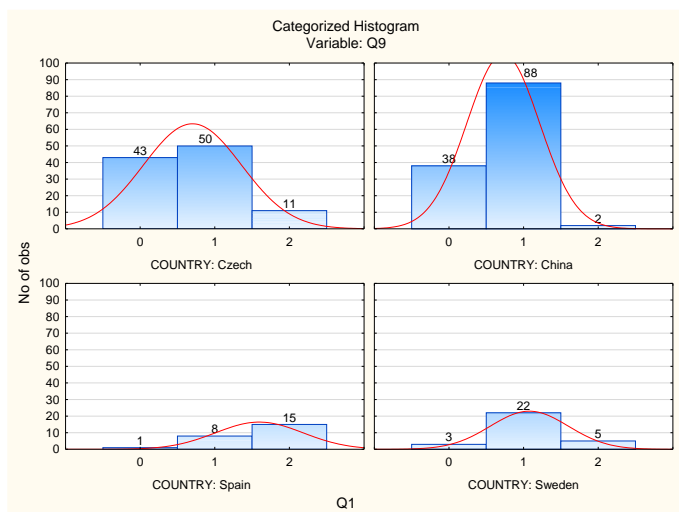 Categorized Histogram
Variable: Q9
No of obs
100
90
80
70
60
50
40
30
20
10
0
43
50
11
0 1 2
COUNTRY: Czech
38
88
2
0 1 2
COUNTRY: China
100
90
80
70
60
50
40
30
20
10
0
1
8
15
0 1 2
COUNTRY: Spain
3
22
5
0 1 2
COUNTRY: Sweden
Q1